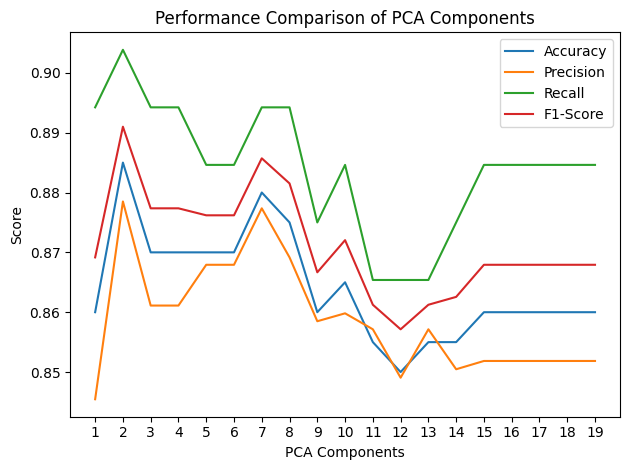 Performance Comparison of PCA Components
Accuracy
Precision
Recall
F1-Score
0.90
0.89
0.88
0.87
0.86
0.85
Score
1 2 3 4 5 6 7 8 9 10 11 12 13 14 15 16 17 18 19
PCA Components